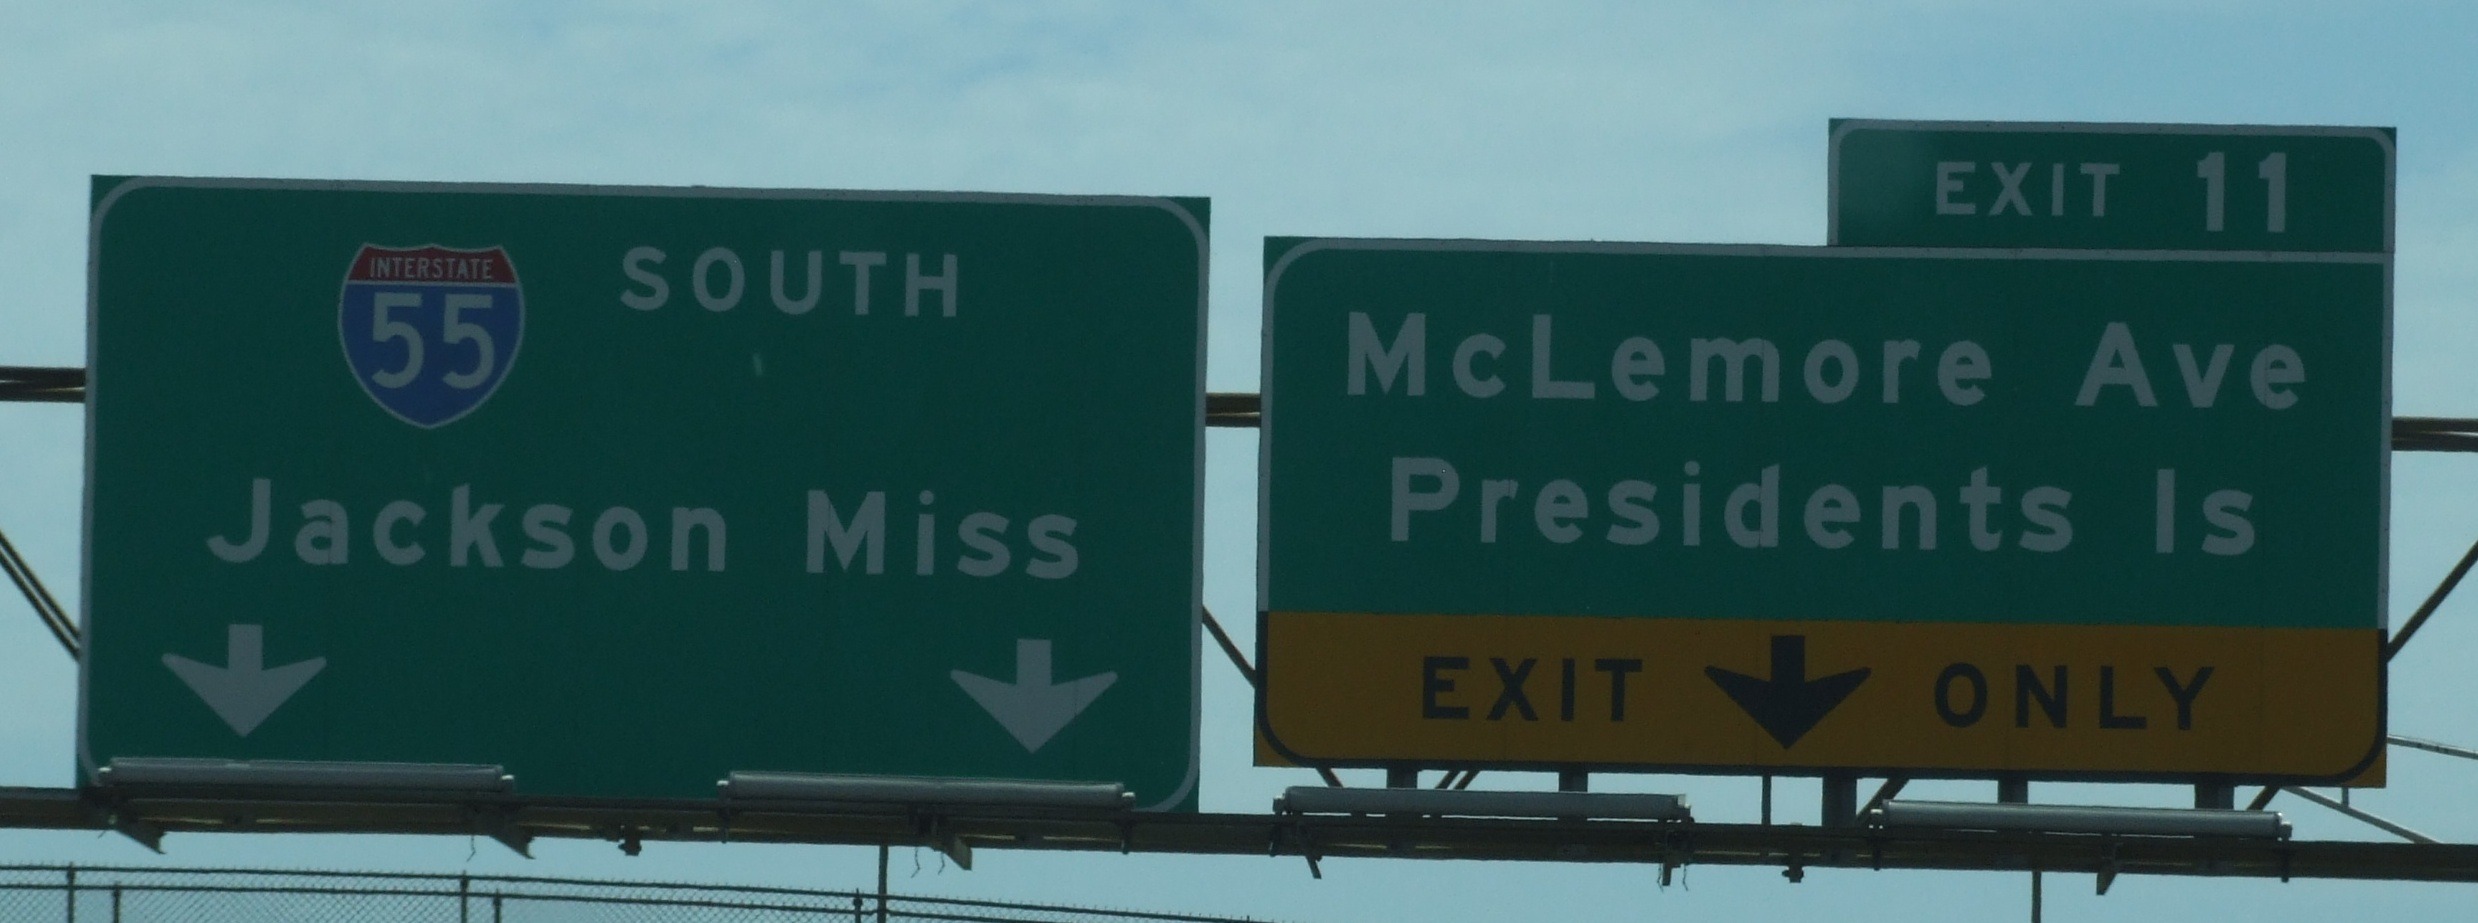 INTERSTATE
55
SOUTH
Jackson Miss
EXIT 11
McLemore Ave
Presidents Is
EXIT ONLY